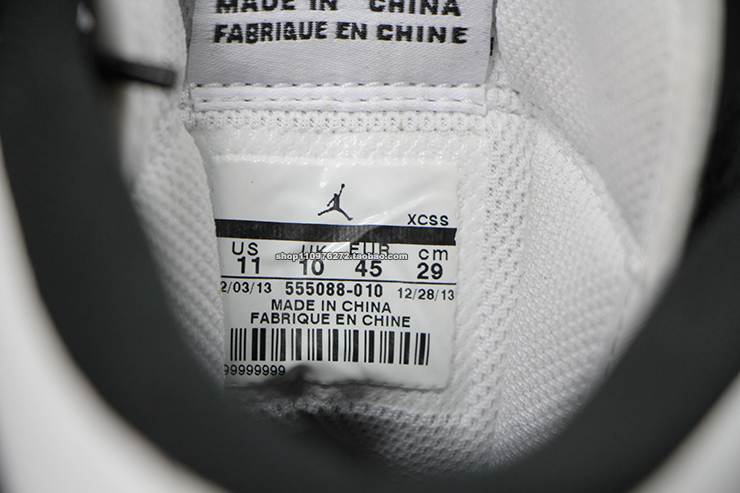 MADE IN CHINA
FABRIQUE EN CHINE
XCSS
US UK EUR cm
shop110976272.taobao.com
11 10 45 29
2/03/13 555088-010 12/28/13
MADE IN CHINA
FABRIQUE EN CHINE
99999999